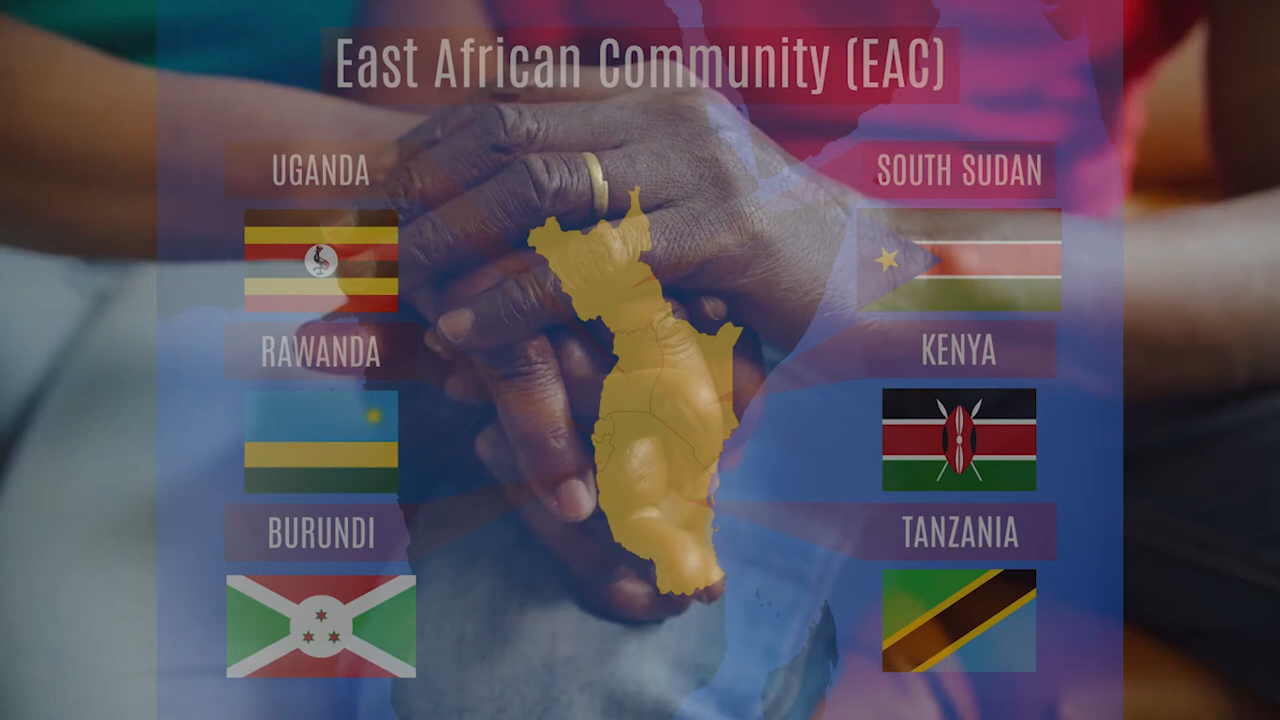 East African Community (EAC)
UGANDA
SOUTH SUDAN
RAWANDA
KENYA
BURUNDI
TANZANIA